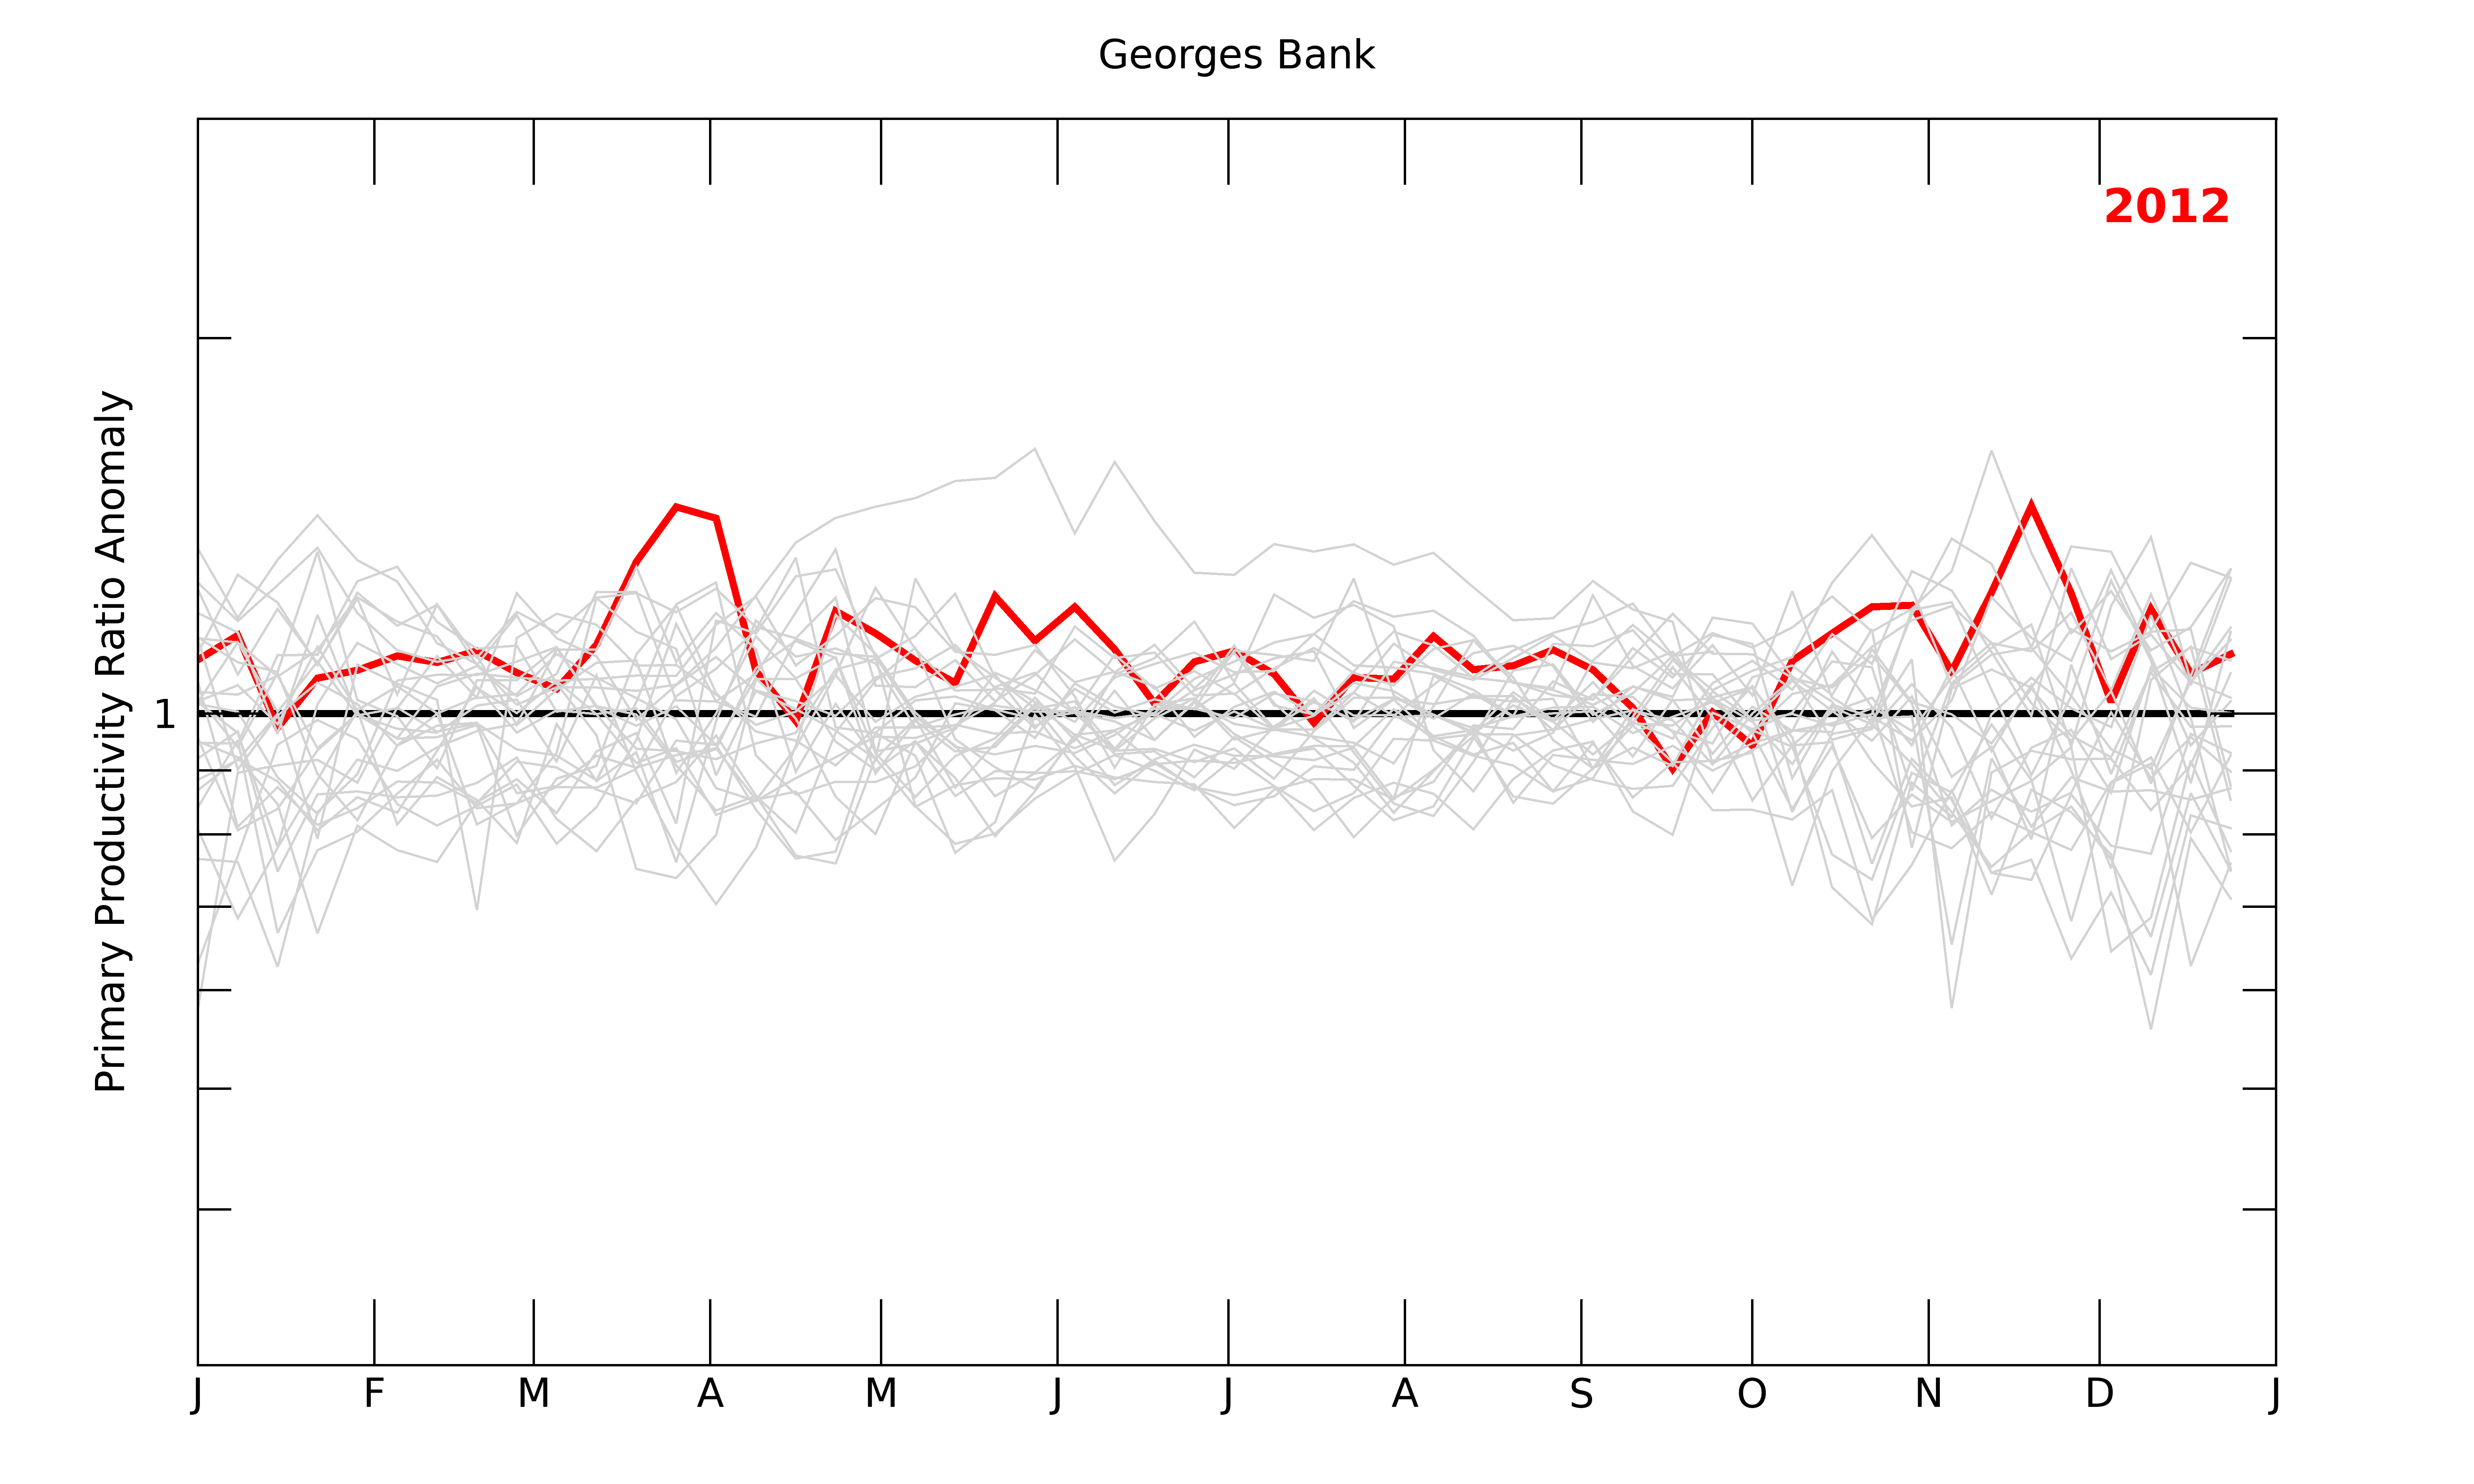 Georges Bank
2012
Primary Productivity Ratio Anomaly
1
J F M A M J J A S O N D J